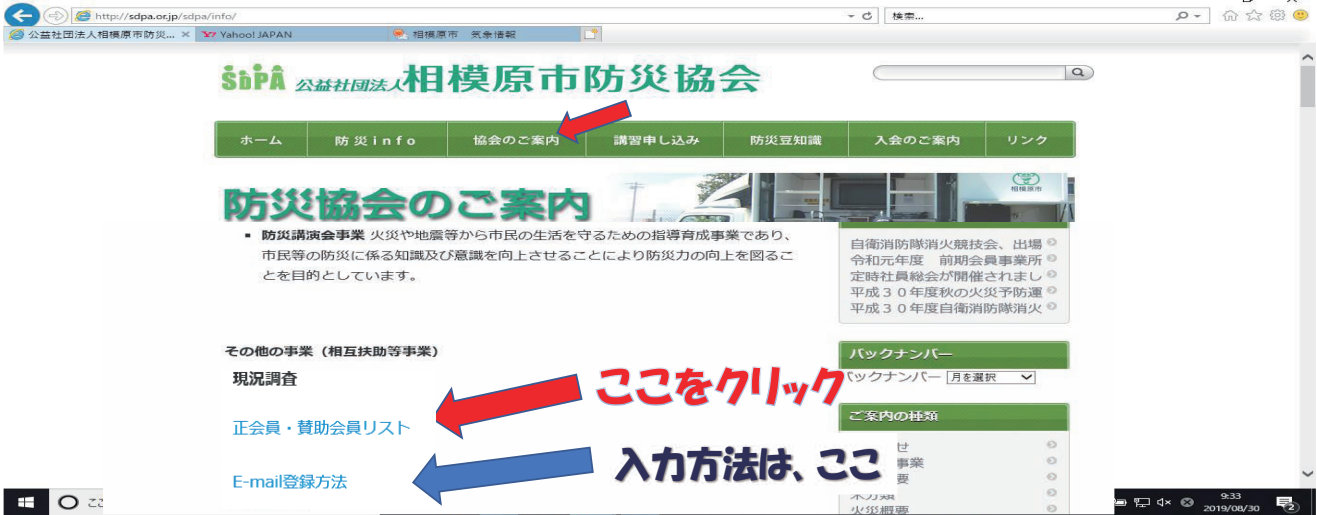 http://sdpa.or.jp/sdpa/info/
検索...
公益社団法人相模原市防災...
Yahoo! JAPAN
相模原市 気象情報
SDPA 公益社団法人相模原市防災協会
ホーム 防災info 協会のご案内 講習申し込み 防災豆知識 入会のご案内 リンク
防災協会のご案内
相模原市
防災講演会事業 火災や地震等から市民の生活を守るための指導育成事業であり、
市民等の防災に係る知識及び意識を向上させることにより防災力の向上を図るこ
とを目的としています。
自衛消防隊消火競技会、出場
令和元年度 前期会員事業所
定時社員総会が開催されまし
平成30年度秋の火災予防運
平成30年度自衛消防隊消火
その他の事業（相互扶助等事業）
現況調査
正会員・賛助会員リスト
E-mail登録方法
ここをクリック
入力方法は、ここ
バックナンバー
バックナンバー 月を選択
ご案内の種類
せ
事業
要
火災概要
9:33
2019/08/30